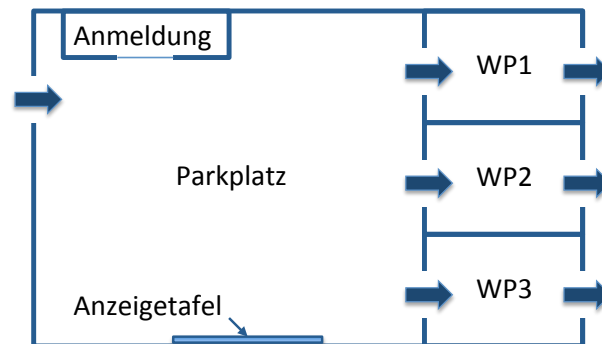 Anmeldung
WP1
Parkplatz
WP2
Anzeigetafel
WP3